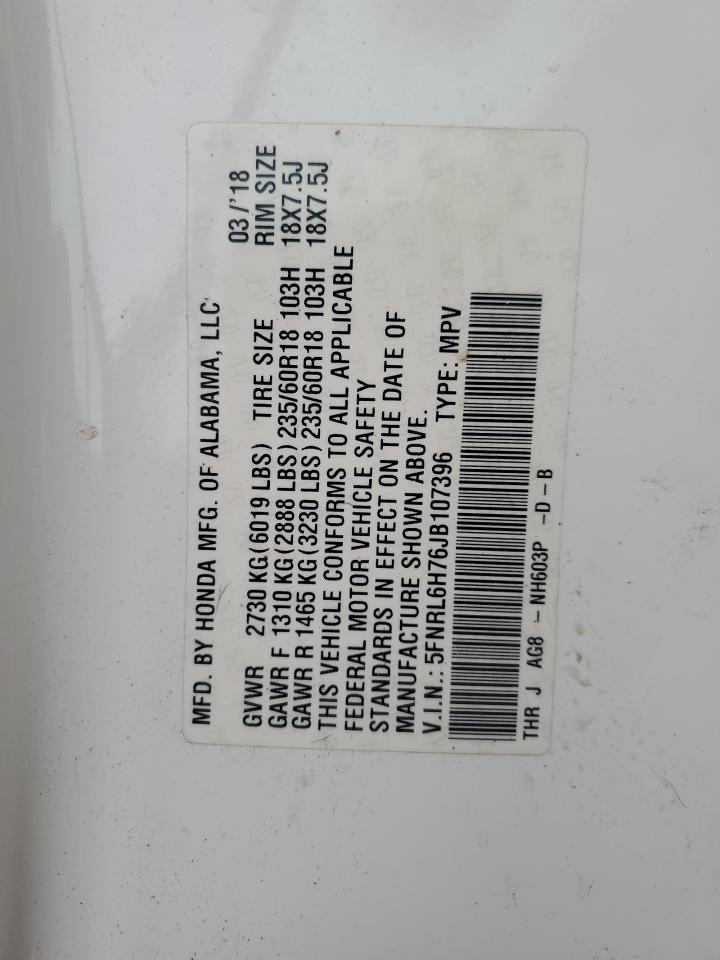 MFD. BY HONDA MFG. OF ALABAMA, LLC
03/'18
GVWR 2730 KG(6019 LBS) TIRE SIZE RIM SIZE
GAWR F 1310 KG(2888 LBS) 235/60R18 103H 18X7.5J
GAWR R 1465 KG(3230 LBS) 235/60R18 103H 18X7.5J
THIS VEHICLE CONFORMS TO ALL APPLICABLE
FEDERAL MOTOR VEHICLE SAFETY
STANDARDS IN EFFECT ON THE DATE OF
MANUFACTURE SHOWN ABOVE.
V.I.N.: 5FNRL6H76JB107396 TYPE: MPV
THR J AG8 - NH603P -D-B